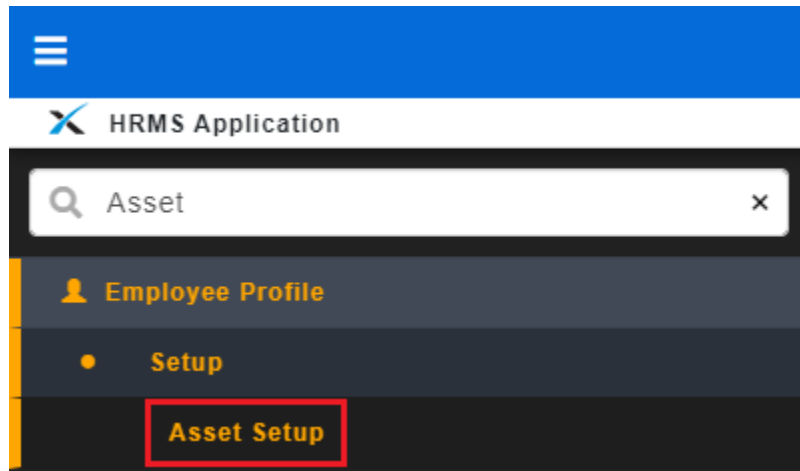 HRMS Application
Asset ×
Employee Profile
Setup
Asset Setup